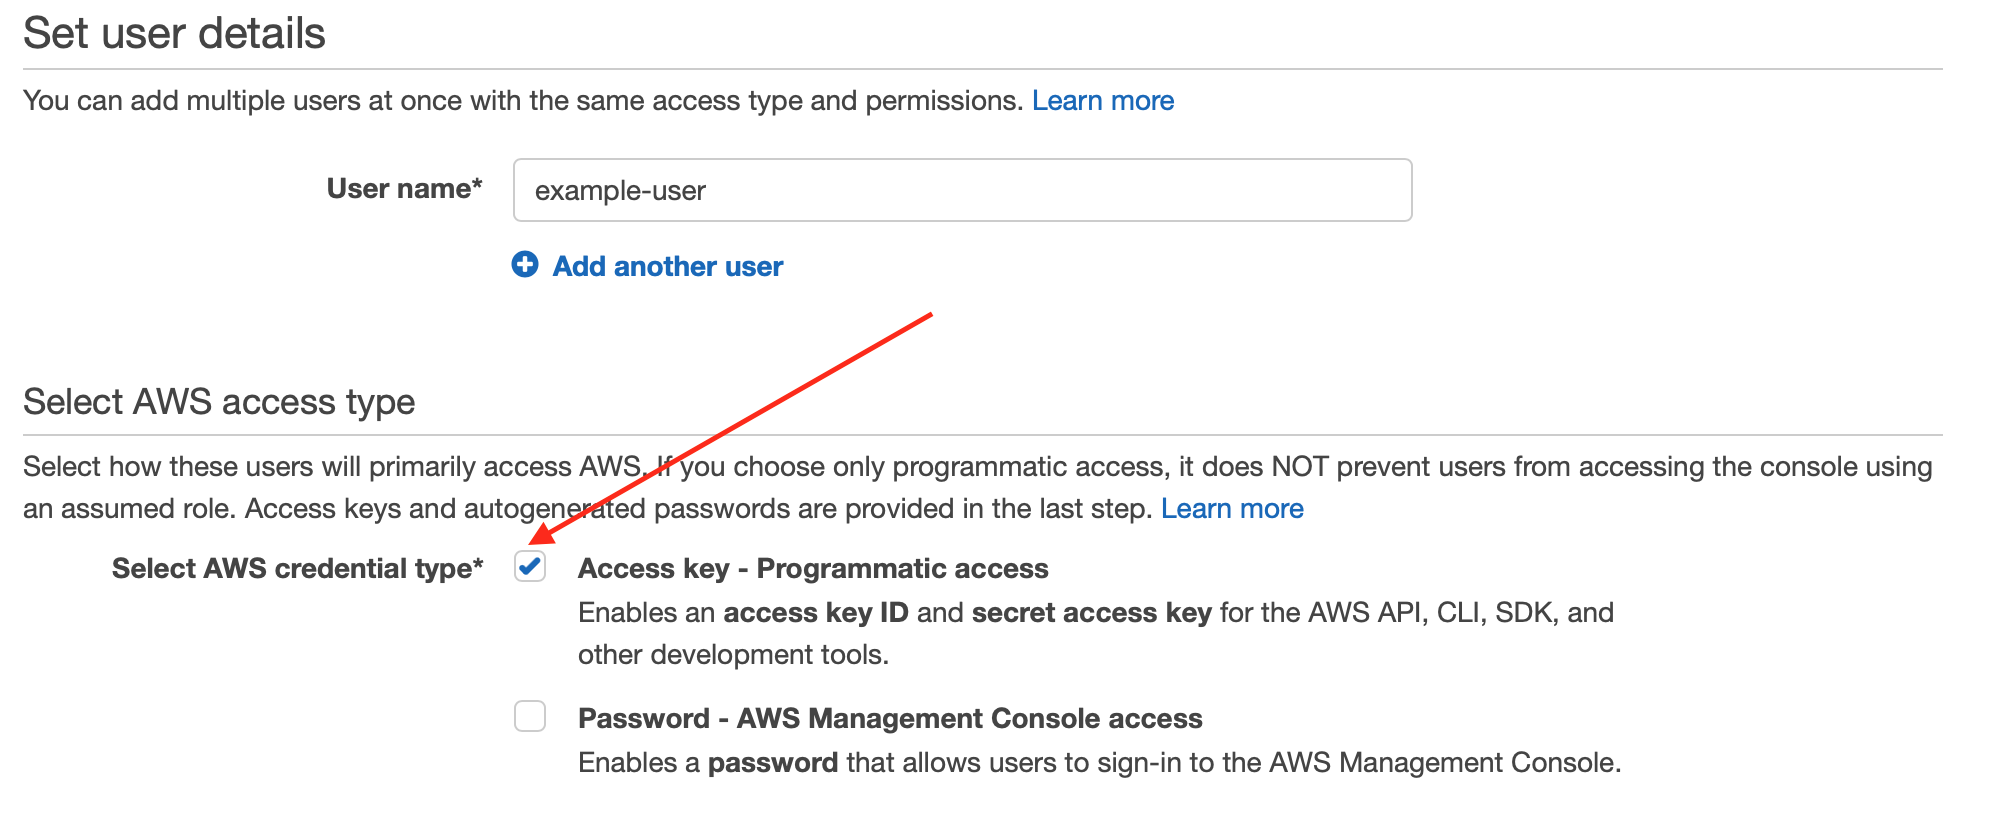 Set user details
You can add multiple users at once with the same access type and permissions. Learn more
User name* example-user
Add another user
Select AWS access type
Select how these users will primarily access AWS. If you choose only programmatic access, it does NOT prevent users from accessing the console using
an assumed role. Access keys and autogenerated passwords are provided in the last step. Learn more
Select AWS credential type* Access key - Programmatic access
Enables an access key ID and secret access key for the AWS API, CLI, SDK, and
other development tools.
Password - AWS Management Console access
Enables a password that allows users to sign-in to the AWS Management Console.